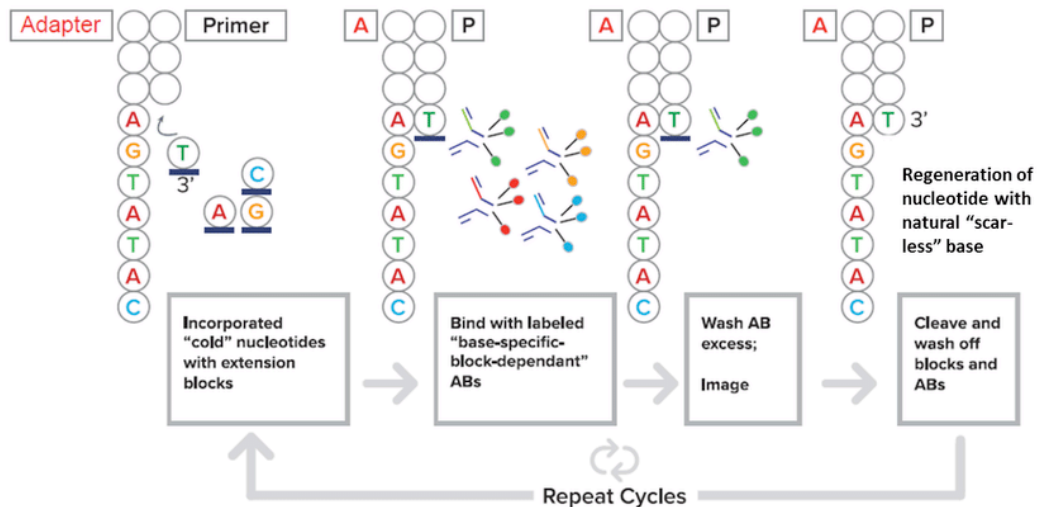 Adapter
Primer
A
P
A
P
A
P
A
G
T
A
T
A
C
T
3'
C
A
G
A
G
T
A
T
A
C
T
A
G
T
A
T
A
C
T
A
G
T
A
T
A
C
T
3'
Regeneration of
nucleotide with
natural “scar-
less” base
Incorporated
“cold” nucleotides
with extension
blocks
Bind with labeled
“base-specific-
block-dependant”
ABs
Wash AB
excess;
Image
Cleave and
wash off
blocks and
ABs
Repeat Cycles